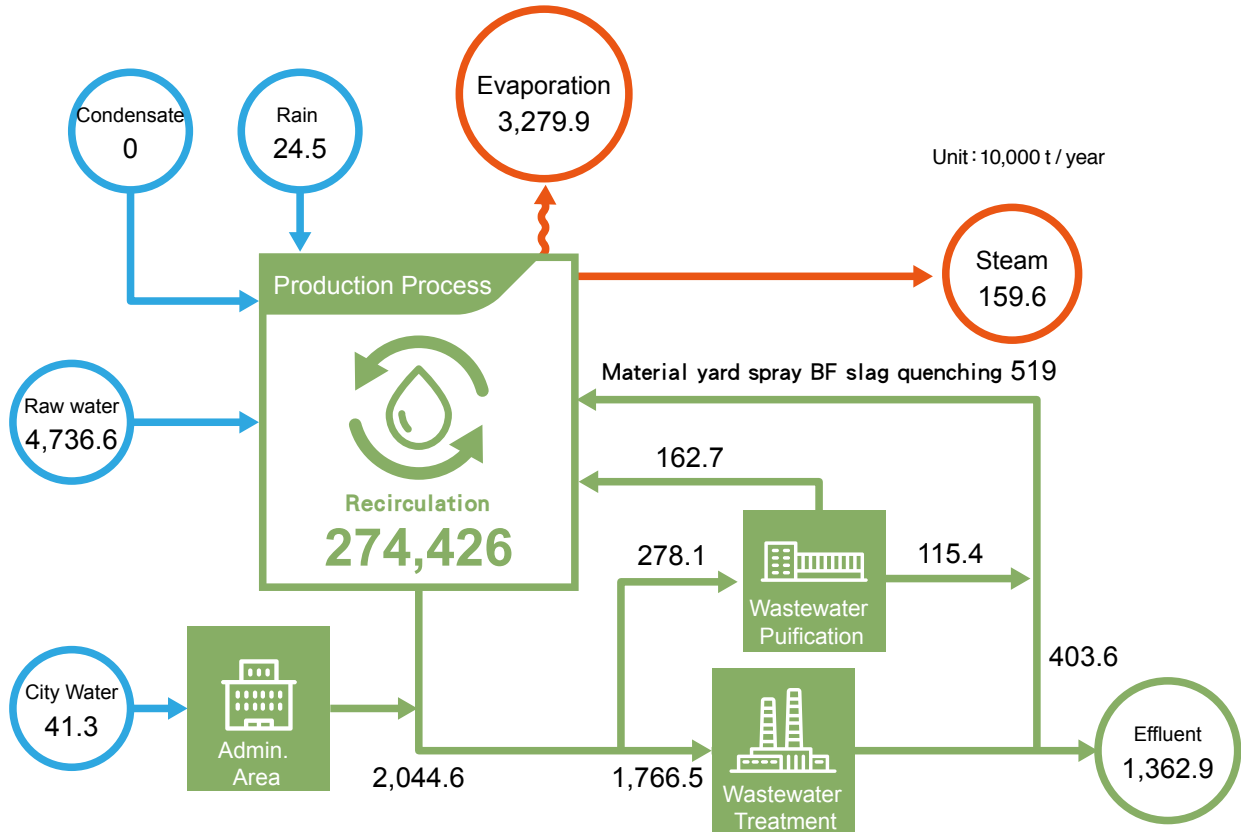 Condensate
0
Rain
24.5
Evaporation
3,279.9
Unit : 10,000 t / year
Steam
159.6
Production Process
Material yard spray BF slag quenching 519
Raw water
4,736.6
162.7
Recirculation
274,426
278.1
115.4
Wastewater
Puification
403.6
City Water
41.3
Admin.
Area
2,044.6
1,766.5
Wastewater
Treatment
Effluent
1,362.9